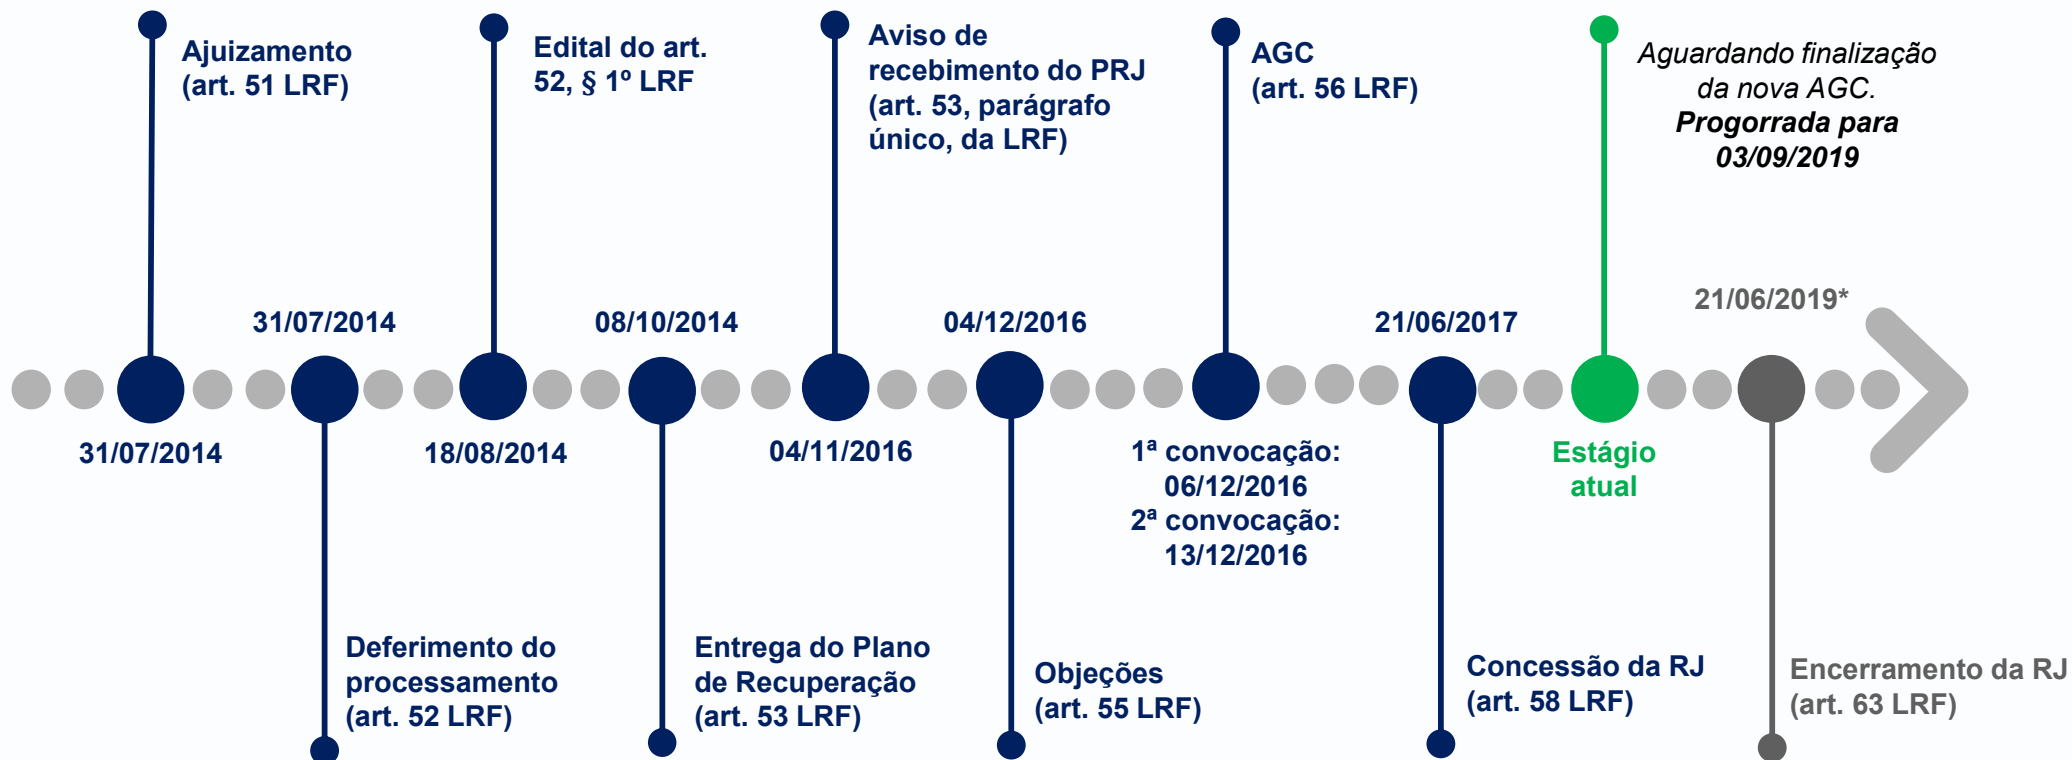 Ajuizamento
(art. 51 LRF)
31/07/2014
31/07/2014
Deferimento do
processamento
(art. 52 LRF)
Edital do art.
52, § 1º LRF
18/08/2014
08/10/2014
Entrega do Plano
de Recuperação
(art. 53 LRF)
Aviso de
recebimento do PRJ
(art. 53, parágrafo
único, da LRF)
04/11/2016
04/12/2016
Objeções
(art. 55 LRF)
AGC
(art. 56 LRF)
1ª convocação:
06/12/2016
2ª convocação:
13/12/2016
21/06/2017
Concessão da RJ
(art. 58 LRF)
Aguardando finalização
da nova AGC.
Progorrada para
03/09/2019
Estágio
atual
21/06/2019*
Encerramento da RJ
(art. 63 LRF)